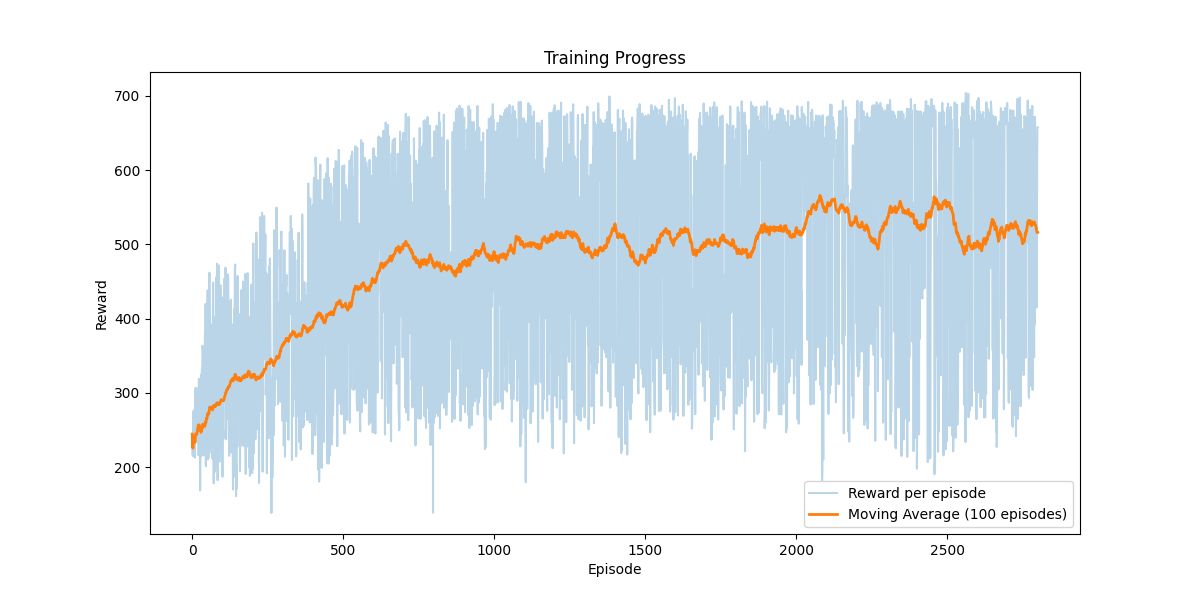 Training Progress
700
600
500
400
300
200
Reward
0
500
1000
1500
2000
2500
Episode
Reward per episode
Moving Average (100 episodes)